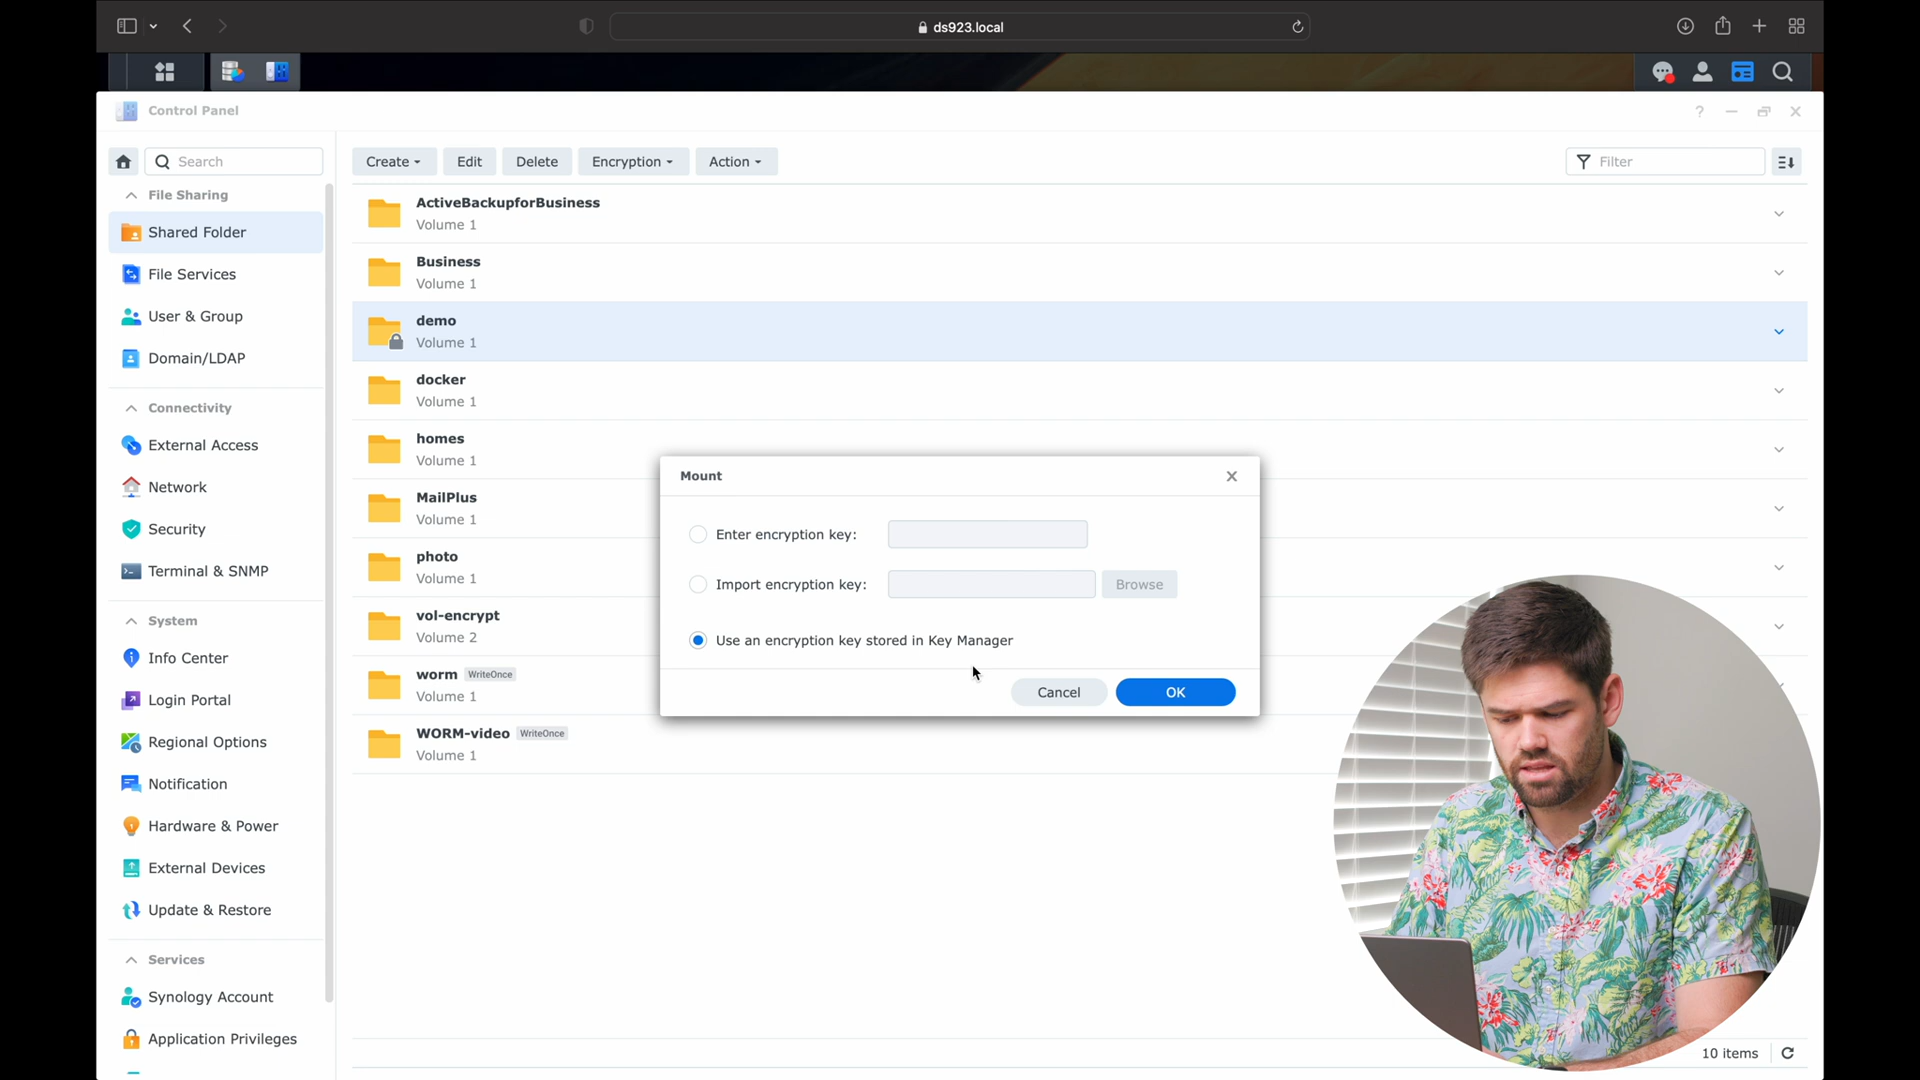 ds923.local
Control Panel
Search
Create
Edit
Delete
Encryption
Action
Filter
File Sharing
Shared Folder
File Services
User & Group
Domain/LDAP
Connectivity
External Access
Network
Security
Terminal & SNMP
System
Info Center
Login Portal
Regional Options
Notification
Hardware & Power
External Devices
Update & Restore
Services
Synology Account
Application Privileges
ActiveBackupforBusiness
Volume 1
Business
Volume 1
demo
Volume 1
docker
Volume 1
homes
Volume 1
MailPlus
Volume 1
photo
Volume 1
vol-encrypt
Volume 2
worm WriteOnce
Volume 1
WORM-video WriteOnce
Volume 1
Mount
Enter encryption key:
Import encryption key:
Browse
Use an encryption key stored in Key Manager
Cancel
OK
10 items